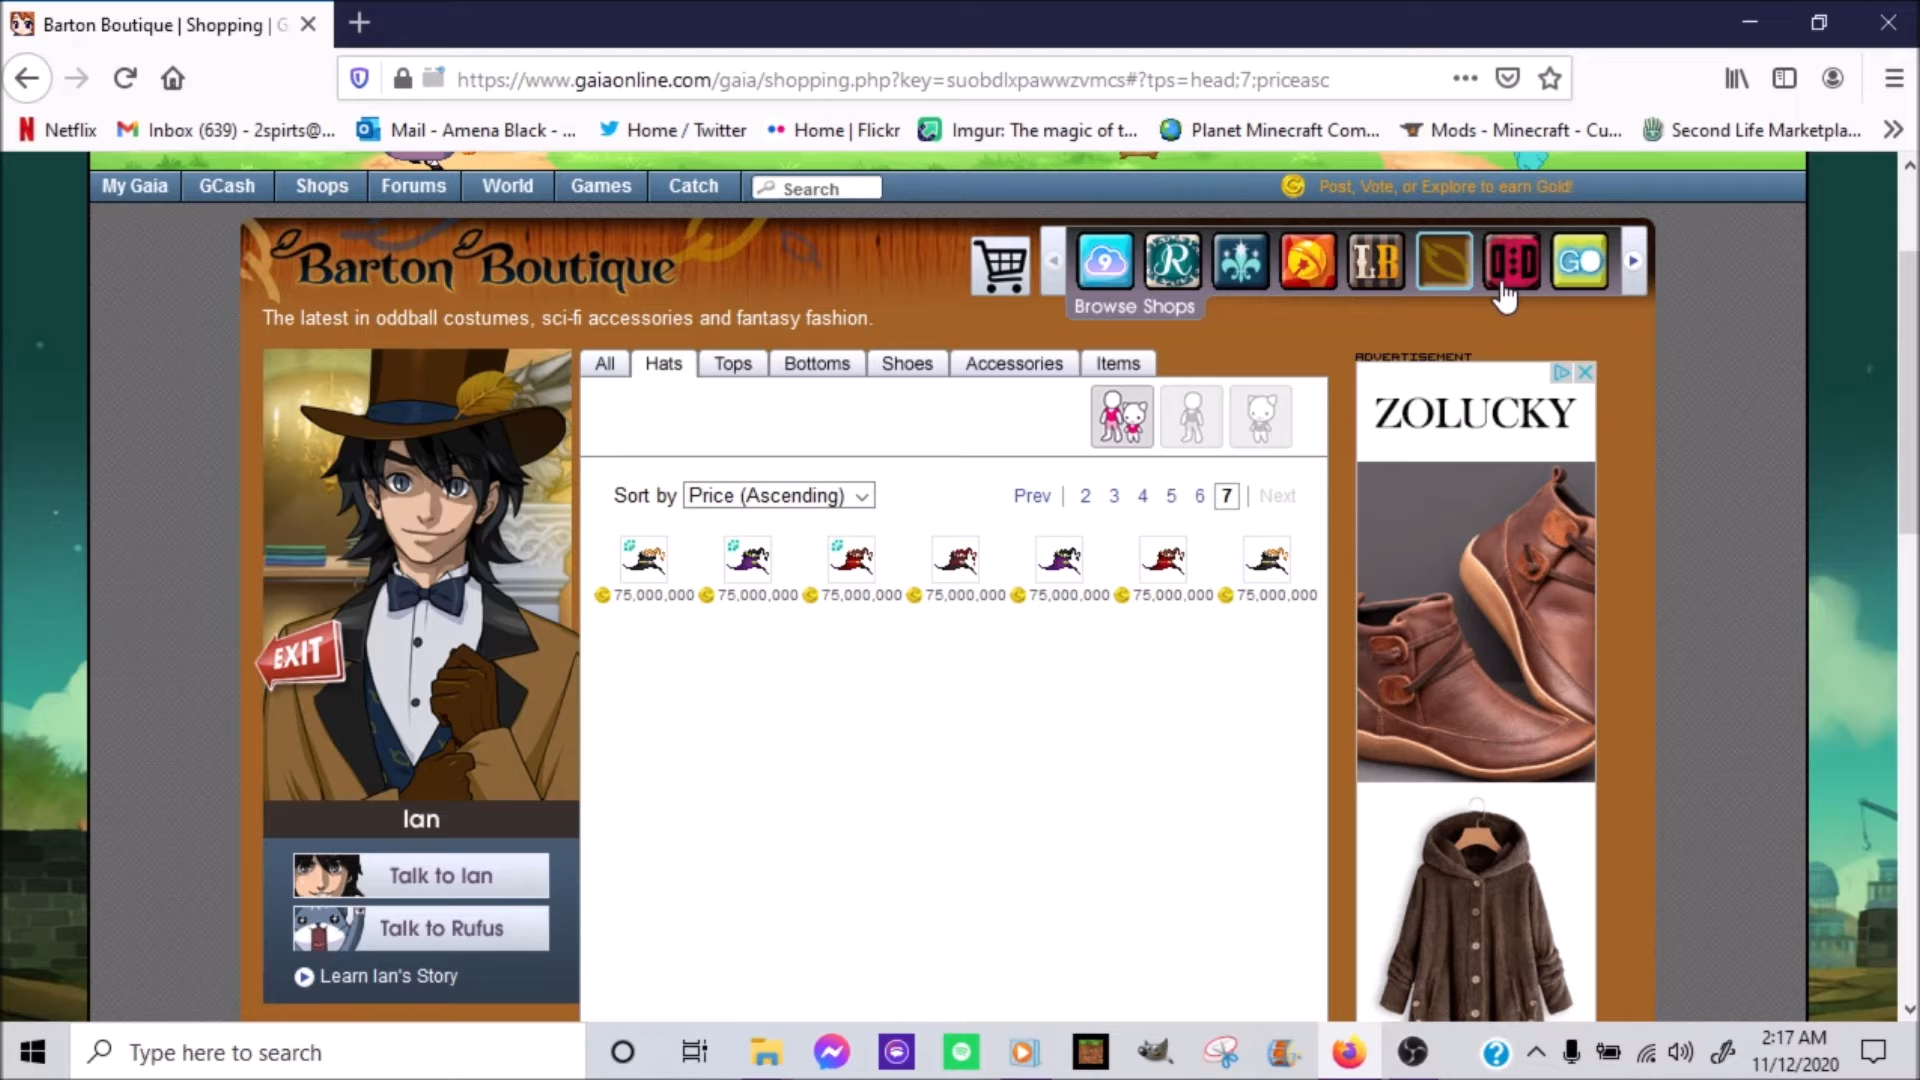 Barton Boutique | Shopping | G
https://www.gaiaonline.com/gaia/shopping.php?key=suobdlxpawwzvmcs#?tps=head;7;priceasc
Netflix
Inbox (639) - 2spirts@...
Mail - Amena Black - ...
Home / Twitter
Home | Flickr
Imgur: The magic of t...
Planet Minecraft Com...
Mods - Minecraft - Cu...
Second Life Marketpla...
My Gaia
GCash
Shops
Forums
World
Games
Catch
Search
Post, Vote, or Explore to earn Gold!
Barton Boutique
9
R
LB
GO
Browse Shops
The latest in oddball costumes, sci-fi accessories and fantasy fashion.
All
Hats
Tops
Bottoms
Shoes
Accessories
Items
ADVERTISEMENT
ZOLUCKY
Sort by Price (Ascending)
Prev | 2 3 4 5 6 7 | Next
75,000,000 75,000,000 75,000,000 75,000,000 75,000,000 75,000,000 75,000,000
EXIT
Ian
Talk to Ian
Talk to Rufus
Learn Ian's Story
Type here to search
2:17 AM
11/12/2020